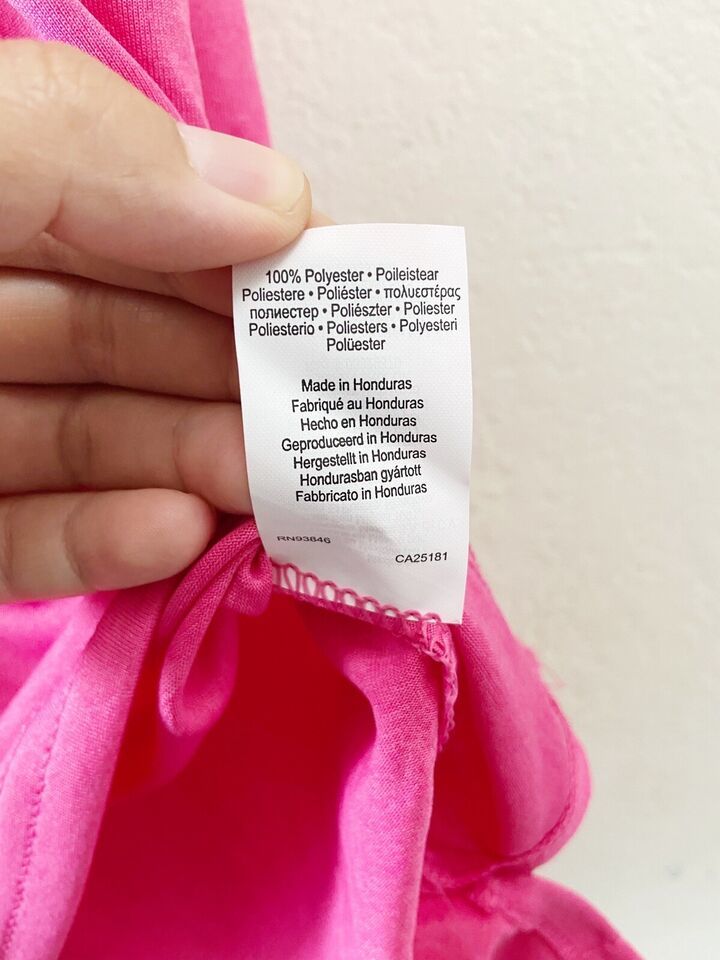 100% Polyester • Poileistear
Poliestere • Poliéster • πολυεστέρας
полиестер • Poliészter • Poliester
Poliesterio • Poliesters • Polyesteri
Polüester
Made in Honduras
Fabriqué au Honduras
Hecho en Honduras
Geproduceerd in Honduras
Hergestellt in Honduras
Hondurasban gyártott
Fabbricato in Honduras
RN93846
CA25181